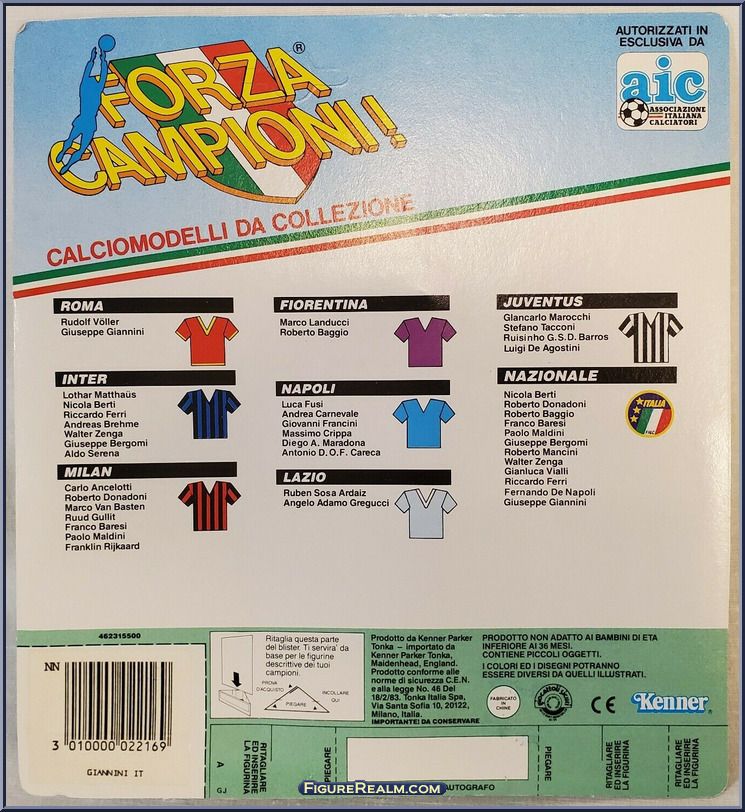 FORZA
CAMPIONI!
®
AUTORIZZATI IN
ESCLUSIVA DA
aic
ASSOCIAZIONE
ITALIANA
CALCIATORI
CALCIOMODELLI DA COLLEZIONE
ROMA
Rudolf Völler
Giuseppe Giannini
INTER
Lothar Matthaüs
Nicola Berti
Riccardo Ferri
Andreas Brehme
Walter Zenga
Giuseppe Bergomi
Aldo Serena
MILAN
Carlo Ancelotti
Roberto Donadoni
Marco Van Basten
Ruud Gullit
Franco Baresi
Paolo Maldini
Franklin Rijkaard
FIORENTINA
Marco Landucci
Roberto Baggio
NAPOLI
Luca Fusi
Andrea Carnevale
Giovanni Francini
Massimo Crippa
Diego A. Maradona
Antonio D.O.F. Careca
LAZIO
Ruben Sosa Ardaiz
Angelo Adamo Gregucci
JUVENTUS
Giancarlo Marocchi
Stefano Tacconi
Ruisinho G.S.D. Barros
Luigi De Agostini
NAZIONALE
Nicola Berti
Roberto Donadoni
Roberto Baggio
Franco Baresi
Paolo Maldini
Giuseppe Bergomi
Roberto Mancini
Walter Zenga
Gianluca Vialli
Riccardo Ferri
Fernando De Napoli
Giuseppe Giannini
ITALIA
462315500
NIN
3 010000 022169
GIANNINI IT
Ritaglia questa parte
del blister. Ti servira' da
base per le figurine
descrittive dei tuoi
campioni.
PROVA
D'ACQUISTO
PIEGARE
INCOLLARE
QUI
Prodotto da Kenner Parker
Tonka – importato da
Kenner Parker Tonka,
Maidenhead, England.
Prodotto conforme alle
norme di sicurezza C.E.N.
e alla legge No. 46 Del
18/2/83. Tonka Italia Spa,
Via Santa Sofia 10, 20122,
Milano, Italia.
IMPORTANTE: DA CONSERVARE
PRODOTTO NON ADATTO AI BAMBINI DI ETA
INFERIORE AI 36 MESI.
CONTIENE PICCOLI OGGETTI.
I COLORI ED I DISEGNI POTRANNO
ESSERE DIVERSI DA QUELLI ILLUSTRATI.
FABBRICATO
IN
CHINE
CE
Kenner®
A
GJ
RITAGLIARE
ED INSERIRE
LA FIGURINA
PIEGARE
AUTOGRAFO
PIEGARE
RITAGLIARE
ED INSERIRE
LA FIGURINA
RITAGLIARE
ED INSERIRE
LA FIGURINA
FIGUREREALM.COM